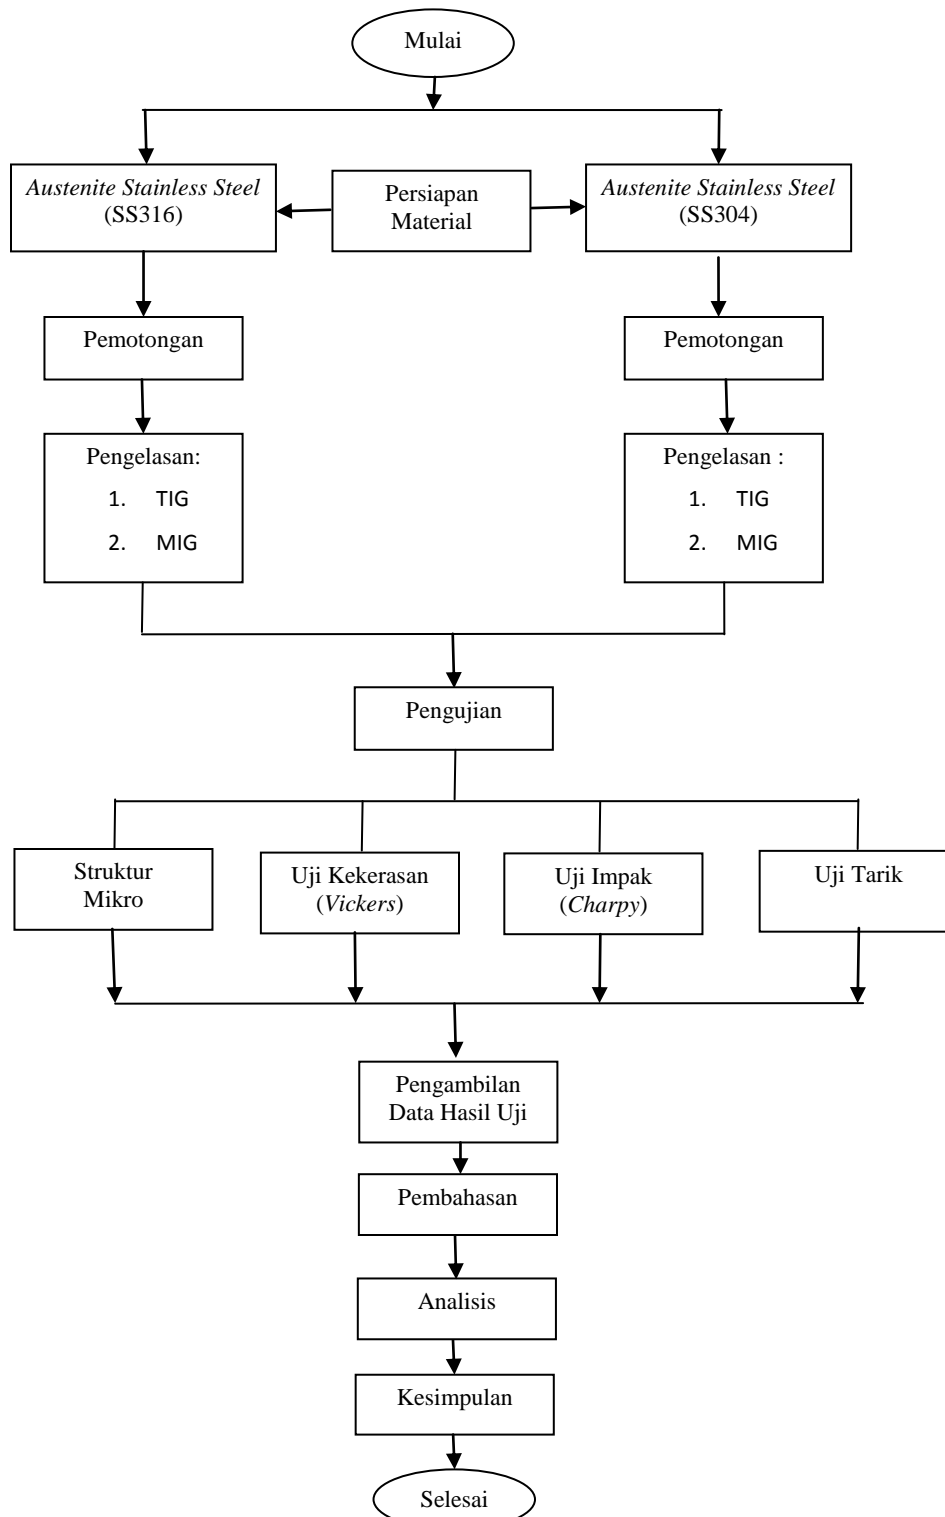 Mulai
Austenite Stainless Steel
(SS316)
Persiapan
Material
Austenite Stainless Steel
(SS304)
Pemotongan
Pemotongan
Pengelasan:
1. TIG
2. MIG
Pengelasan :
1. TIG
2. MIG
Pengujian
Struktur
Mikro
Uji Kekerasan
(Vickers)
Uji Impak
(Charpy)
Uji Tarik
Pengambilan
Data Hasil Uji
Pembahasan
Analisis
Kesimpulan
Selesai